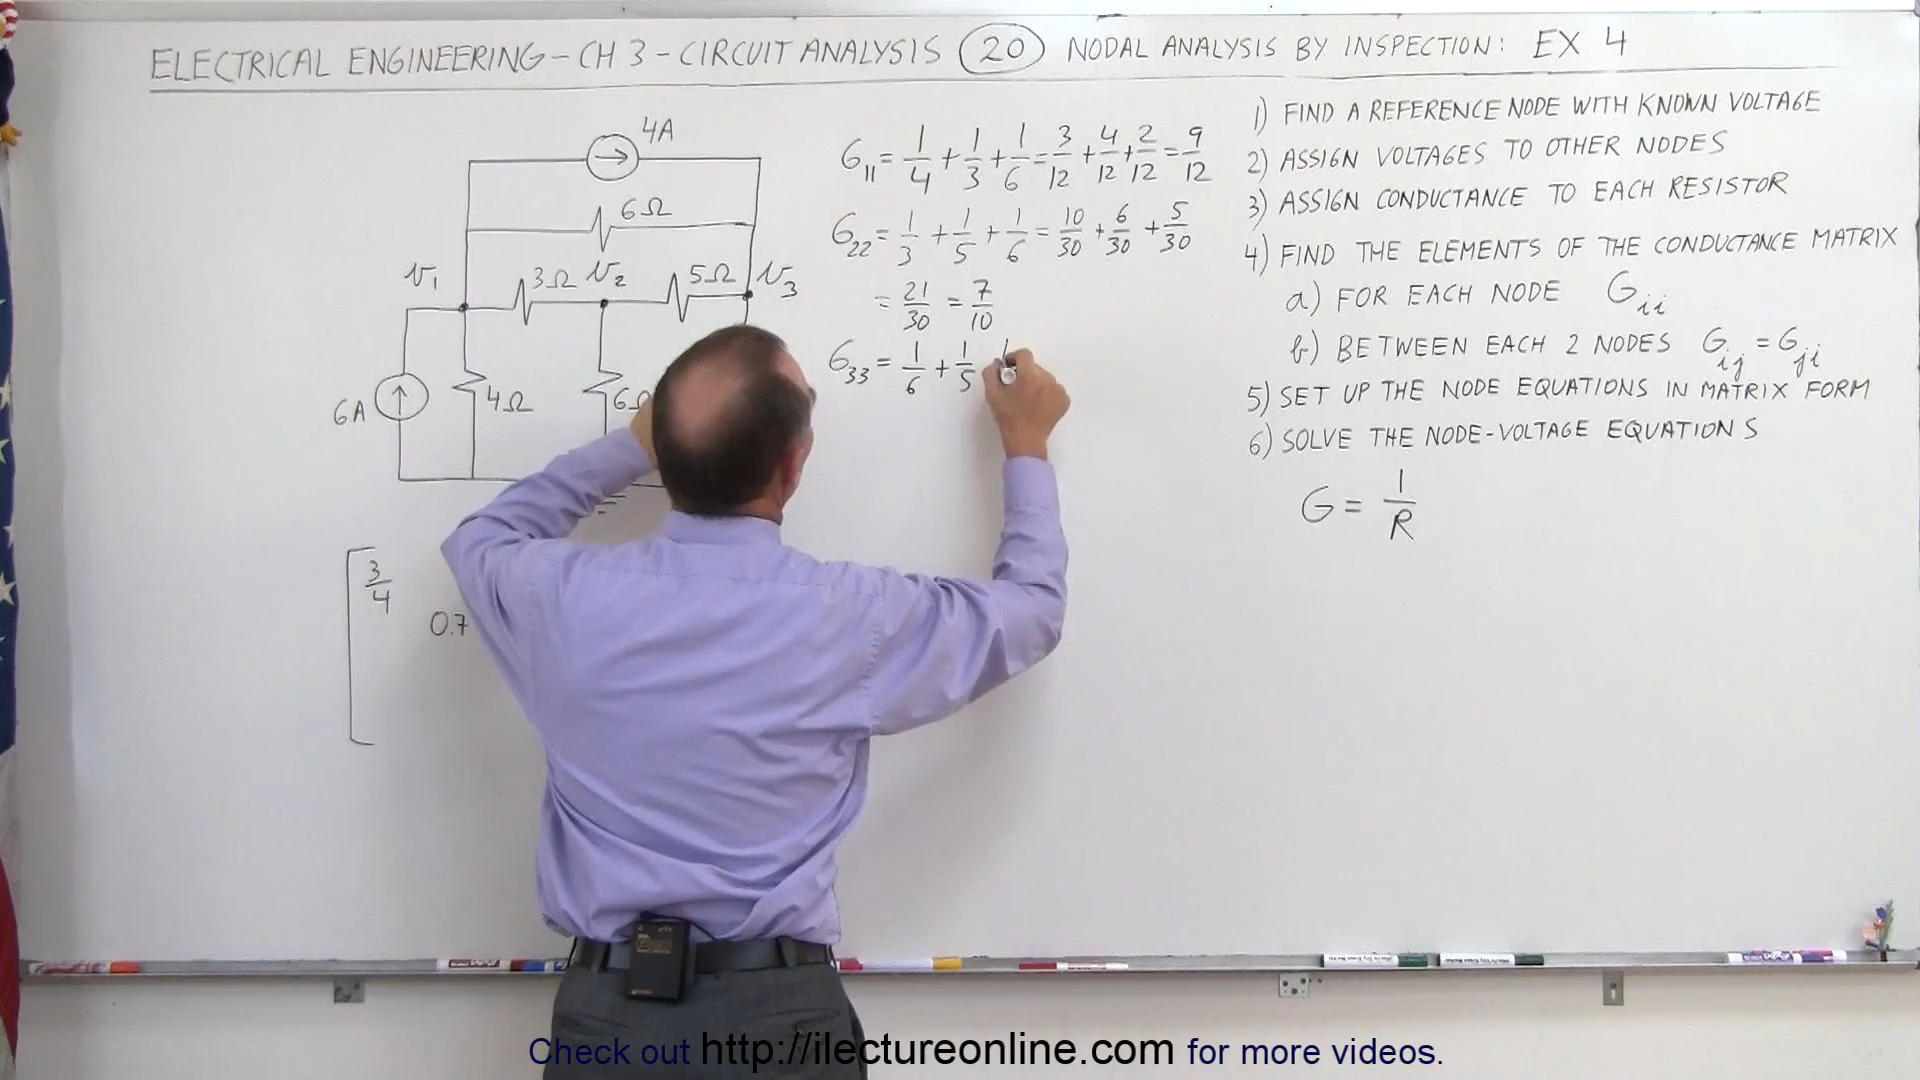 ELECTRICAL ENGINEERING - CH 3 - CIRCUIT ANALYSIS 20 NODAL ANALYSIS BY INSPECTION: EX 4
4A
6Ω
v₁ 3Ω v₂ 5Ω v₃
6A 4Ω 6Ω
3/4
0.7
G₁₁ = 1/4 + 1/3 + 1/6 = 3/12 + 4/12 + 2/12 = 9/12
G₂₂ = 1/3 + 1/5 + 1/6 = 10/30 + 6/30 + 5/30
= 21/30 = 7/10
G₃₃ = 1/6 + 1/5
1) FIND A REFERENCE NODE WITH KNOWN VOLTAGE
2) ASSIGN VOLTAGES TO OTHER NODES
3) ASSIGN CONDUCTANCE TO EACH RESISTOR
4) FIND THE ELEMENTS OF THE CONDUCTANCE MATRIX
a) FOR EACH NODE Gᵢᵢ
b) BETWEEN EACH 2 NODES Gᵢⱼ = Gⱼᵢ
5) SET UP THE NODE EQUATIONS IN MATRIX FORM
6) SOLVE THE NODE-VOLTAGE EQUATIONS
G = 1/R
Check out http://ilectureonline.com for more videos.